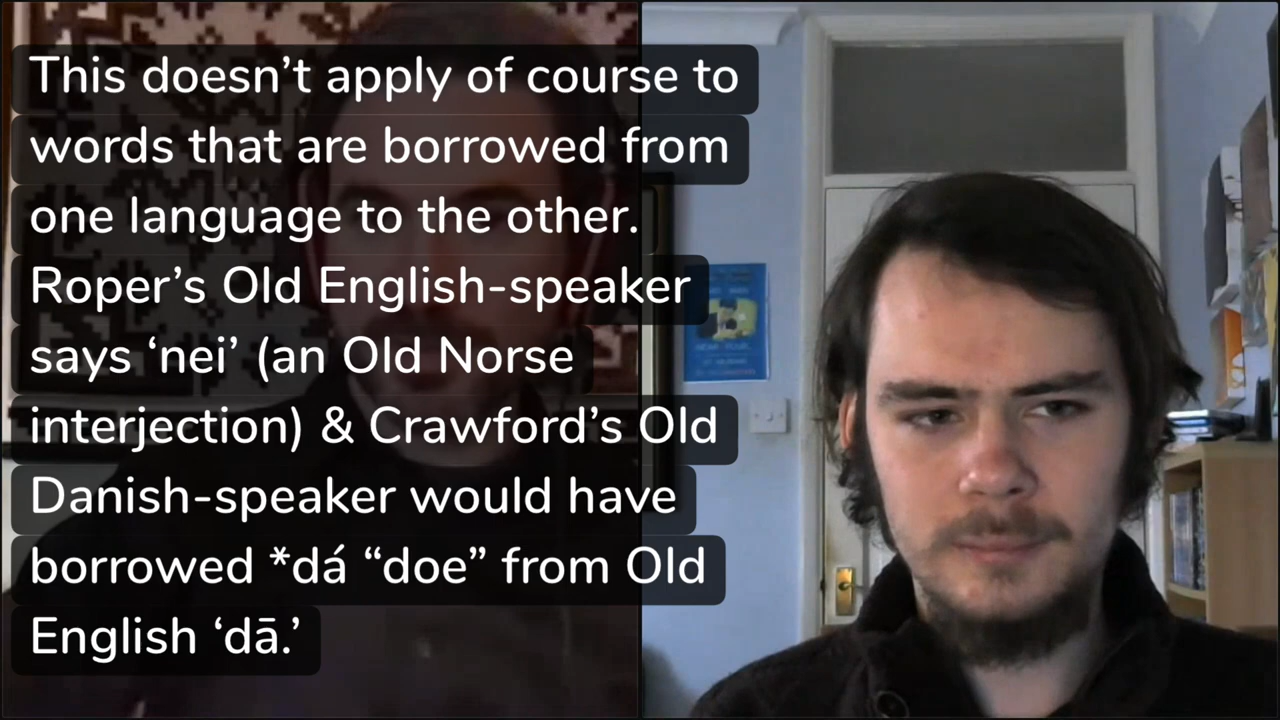 This doesn’t apply of course to
words that are borrowed from
one language to the other.
Roper’s Old English-speaker
says ‘nei’ (an Old Norse
interjection) & Crawford’s Old
Danish-speaker would have
borrowed *dá “doe” from Old
English ‘dā.’